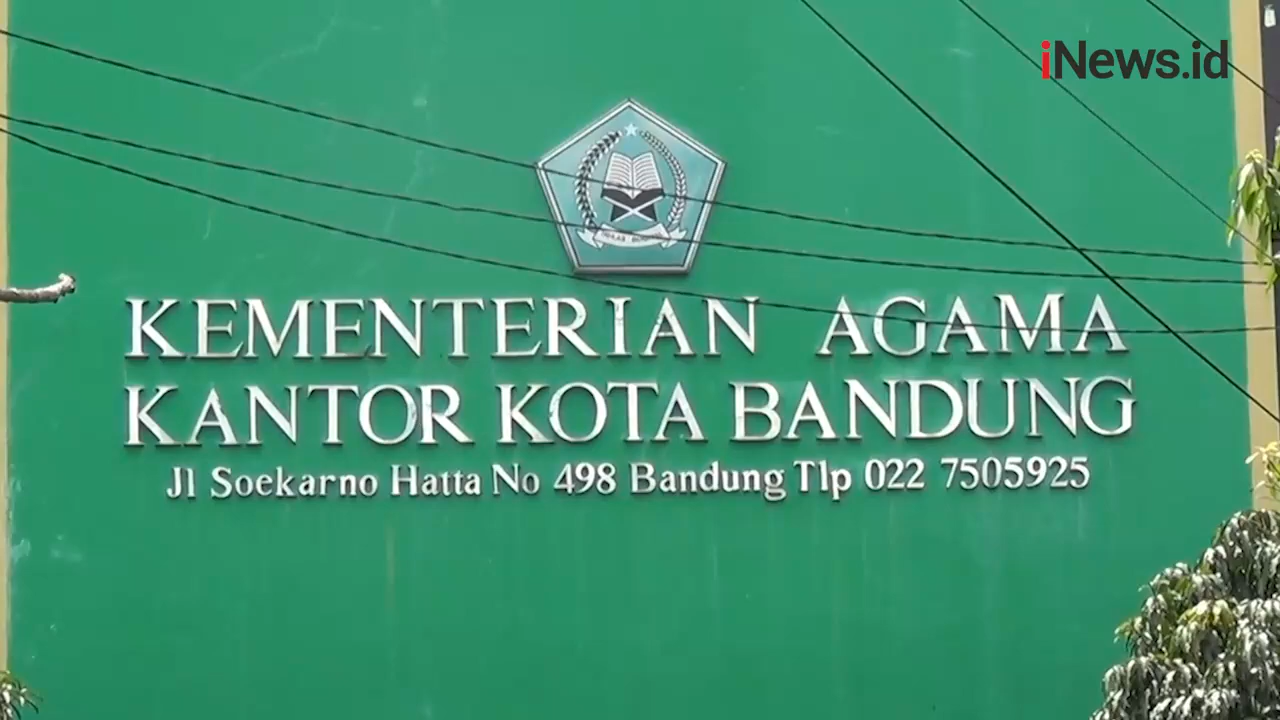 iNews.id
KEMENTERIAN AGAMA
KANTOR KOTA BANDUNG
Jl Soekarno Hatta No 498 Bandung Tlp 022 7505925